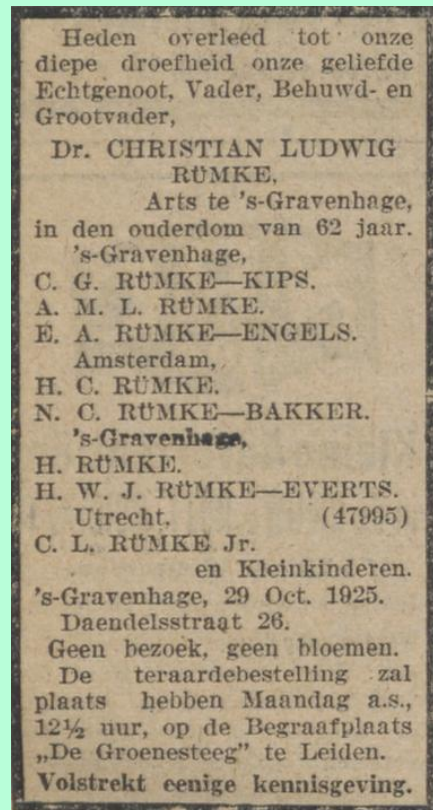 Heden overleed tot onze
diepe droefheid onze geliefde
Echtgenoot, Vader, Behuwd- en
Grootvader,
Dr. CHRISTIAN LUDWIG
RÜMKE.
Arts te 's-Gravenhage,
in den ouderdom van 62 jaar.
's-Gravenhage,
C. G. RÜMKE—KIPS.
A. M. L. RÜMKE.
E. A. RÜMKE—ENGELS.
Amsterdam,
H. C. RÜMKE.
N. C. RÜMKE—BAKKER.
's-Gravenhage,
H. RÜMKE.
H. W. J. RÜMKE—EVERTS.
Utrecht. (47995)
C. L. RÜMKE Jr.
en Kleinkinderen.
's-Gravenhage, 29 Oct. 1925.
Daendelsstraat 26.
Geen bezoek, geen bloemen.
De teraardebestelling zal
plaats hebben Maandag a.s.,
12½ uur, op de Begraafplaats
„De Groenesteeg" te Leiden.
Volstrekt eenige kennisgeving.